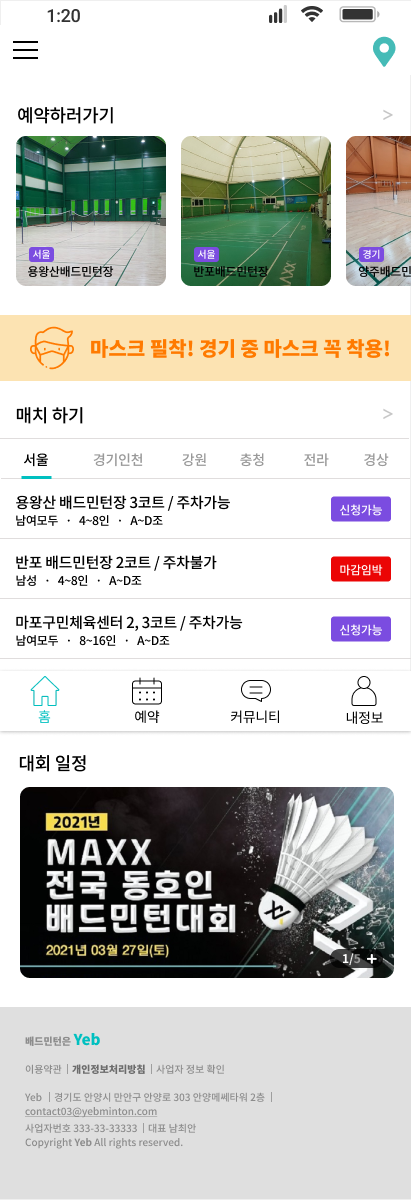 1:20
예약하러가기
>
서울
용왕산배드민턴장
서울
반포배드민턴장
MAXX
경기
양주배드민
마스크 필착! 경기 중 마스크 꼭 착용!
매치 하기
>
서울 경기인천 강원 충청 전라 경상
용왕산 배드민턴장 3코트 / 주차가능
남여모두 · 4~8인 · A~D조
신청가능
반포 배드민턴장 2코트 / 주차불가
남성 · 4~8인 · A~D조
마감임박
마포구민체육센터 2, 3코트 / 주차가능
남여모두 · 8~16인 · A~D조
신청가능
홈 예약 커뮤니티 내정보
대회 일정
2021년
MAXX
전국 동호인
배드민턴대회
2021년 03월 27일(토)
1/5 +
배드민턴은 Yeb
이용약관 | 개인정보처리방침 | 사업자 정보 확인
Yeb | 경기도 안양시 만안구 안양로 303 안양메쎄타워 2층 |
contact03@yebminton.com
사업자번호 333-33-33333 | 대표 남최안
Copyright Yeb All rights reserved.